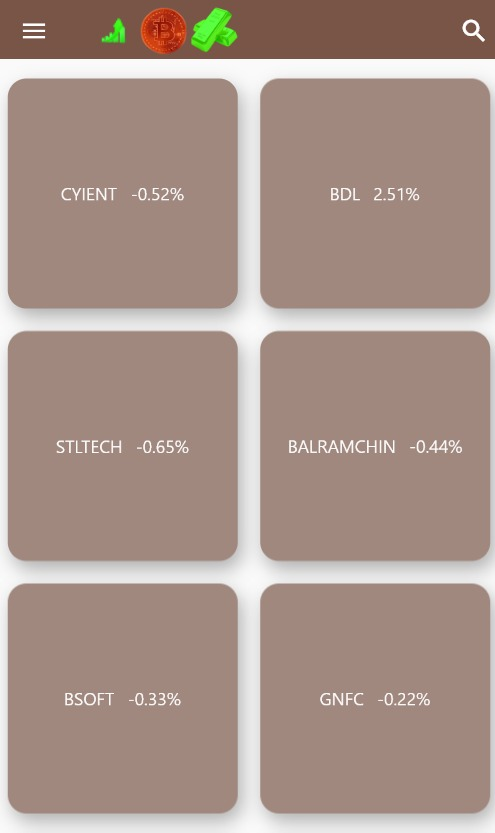 CYIENT -0.52%
BDL 2.51%
STLTECH -0.65%
BALRAMCHIN -0.44%
BSOFT -0.33%
GNFC -0.22%